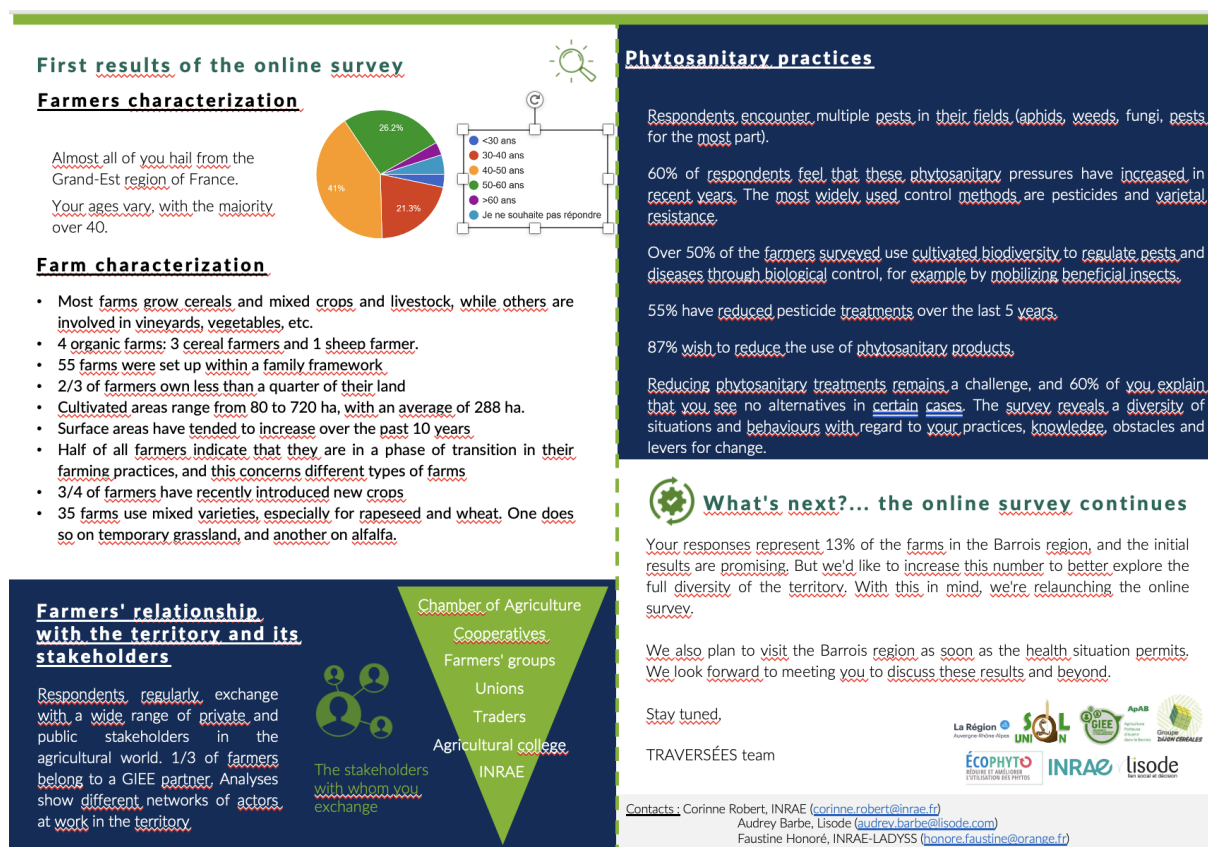 First results of the online survey
Farmers characterization
Almost all of you hail from the
Grand-Est region of France.
Your ages vary, with the majority
over 40.
26.2%
41%
21.3%
<30 ans
30-40 ans
40-50 ans
50-60 ans
>60 ans
Je ne souhaite pas répondre
Farm characterization
• Most farms grow cereals and mixed crops and livestock, while others are
involved in vineyards, vegetables, etc.
• 4 organic farms: 3 cereal farmers and 1 sheep farmer.
• 55 farms were set up within a family framework
• 2/3 of farmers own less than a quarter of their land
• Cultivated areas range from 80 to 720 ha, with an average of 288 ha.
• Surface areas have tended to increase over the past 10 years
• Half of all farmers indicate that they are in a phase of transition in their
farming practices, and this concerns different types of farms
• 3/4 of farmers have recently introduced new crops
• 35 farms use mixed varieties, especially for rapeseed and wheat. One does
so on temporary grassland, and another on alfalfa.
Farmers' relationship
with the territory and its
stakeholders
Respondents regularly exchange
with a wide range of private and
public stakeholders in the
agricultural world. 1/3 of farmers
belong to a GIEE partner, Analyses
show different networks of actors
at work in the territory
The stakeholders
with whom you
exchange
Chamber of Agriculture
Cooperatives
Farmers' groups
Unions
Traders
Agricultural college
INRAE
Phytosanitary practices
Respondents encounter multiple pests in their fields (aphids, weeds, fungi, pests
for the most part).
60% of respondents feel that these phytosanitary pressures have increased in
recent years. The most widely used control methods are pesticides and varietal
resistance.
Over 50% of the farmers surveyed use cultivated biodiversity to regulate pests and
diseases through biological control, for example by mobilizing beneficial insects.
55% have reduced pesticide treatments over the last 5 years.
87% wish to reduce the use of phytosanitary products.
Reducing phytosanitary treatments remains a challenge, and 60% of you explain
that you see no alternatives in certain cases. The survey reveals a diversity of
situations and behaviours with regard to your practices, knowledge, obstacles and
levers for change.
What's next?... the online survey continues
Your responses represent 13% of the farms in the Barrois region, and the initial
results are promising. But we'd like to increase this number to better explore the
full diversity of the territory. With this in mind, we're relaunching the online
survey.
We also plan to visit the Barrois region as soon as the health situation permits.
We look forward to meeting you to discuss these results and beyond.
Stay tuned,
TRAVERSÉES team
La Région
Auvergne-Rhône-Alpes
SOL
UNION
GIEE
ApAB
Groupe
DIJON CÉRÉALES
ÉCOPHYTO
RÉDUIRE ET AMÉLIORER
L'UTILISATION DES PHYTOS
INRAE
lisode
lien social et décision
Contacts : Corinne Robert, INRAE (corinne.robert@inrae.fr)
Audrey Barbe, Lisode (audrey.barbe@lisode.com)
Faustine Honoré, INRAE-LADYSS (honore.faustine@orange.fr)